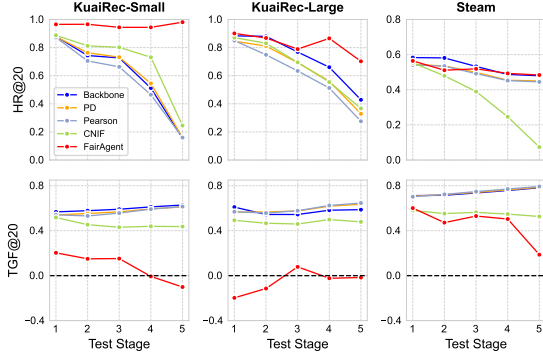 KuaiRec-Small KuaiRec-Large Steam
HR@20
1.0 1.0 0.8
0.8 0.8 0.6
0.6 0.6 0.4
0.4 0.4 0.2
0.2 0.2
0.0 0.0 0.0
Backbone
PD
Pearson
CNIF
FairAgent
TGF@20
0.8 0.8 0.8
0.4 0.4 0.4
0.0 0.0 0.0
−0.4 −0.4 −0.4
1 2 3 4 5 1 2 3 4 5 1 2 3 4 5
Test Stage Test Stage Test Stage